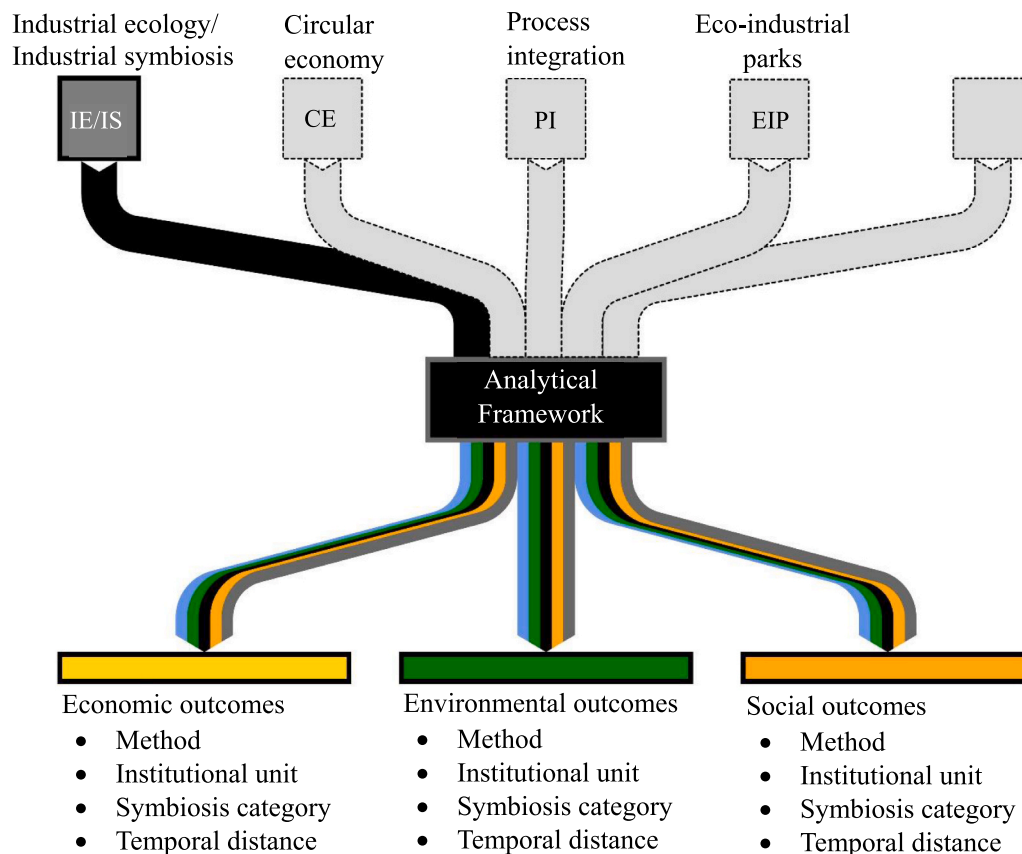 Industrial ecology/
Industrial symbiosis
Circular
economy
Process
integration
Eco-industrial
parks
IE/IS
CE
PI
EIP
Analytical
Framework
Economic outcomes
• Method
• Institutional unit
• Symbiosis category
• Temporal distance
Environmental outcomes
• Method
• Institutional unit
• Symbiosis category
• Temporal distance
Social outcomes
• Method
• Institutional unit
• Symbiosis category
• Temporal distance